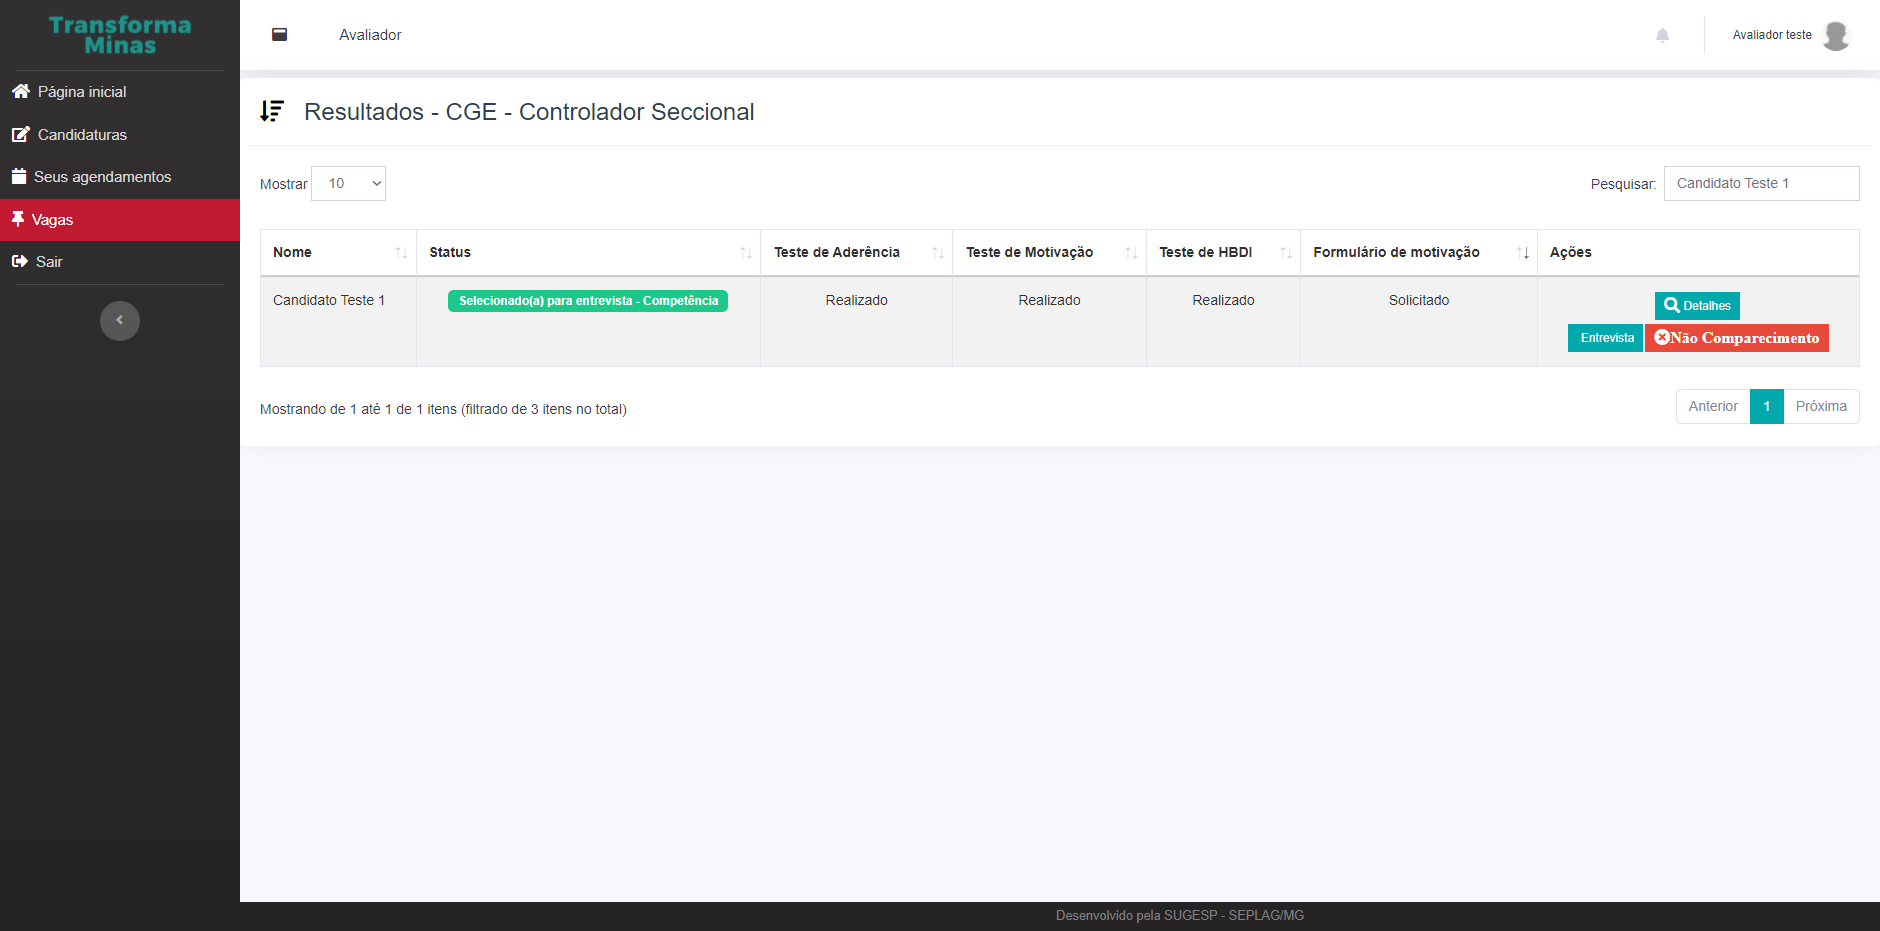 Transforma
Minas
Página inicial
Candidaturas
Seus agendamentos
Vagas
Sair
Avaliador
Avaliador teste
Resultados - CGE - Controlador Seccional
Mostrar 10
Pesquisar: Candidato Teste 1
Nome Status Teste de Aderência Teste de Motivação Teste de HBDI Formulário de motivação Ações
Candidato Teste 1 Selecionado(a) para entrevista - Competência Realizado Realizado Realizado Solicitado Detalhes
Entrevista Não Comparecimento
Mostrando de 1 até 1 de 1 itens (filtrado de 3 itens no total)
Anterior 1 Próxima
Desenvolvido pela SUGESP - SEPLAG/MG